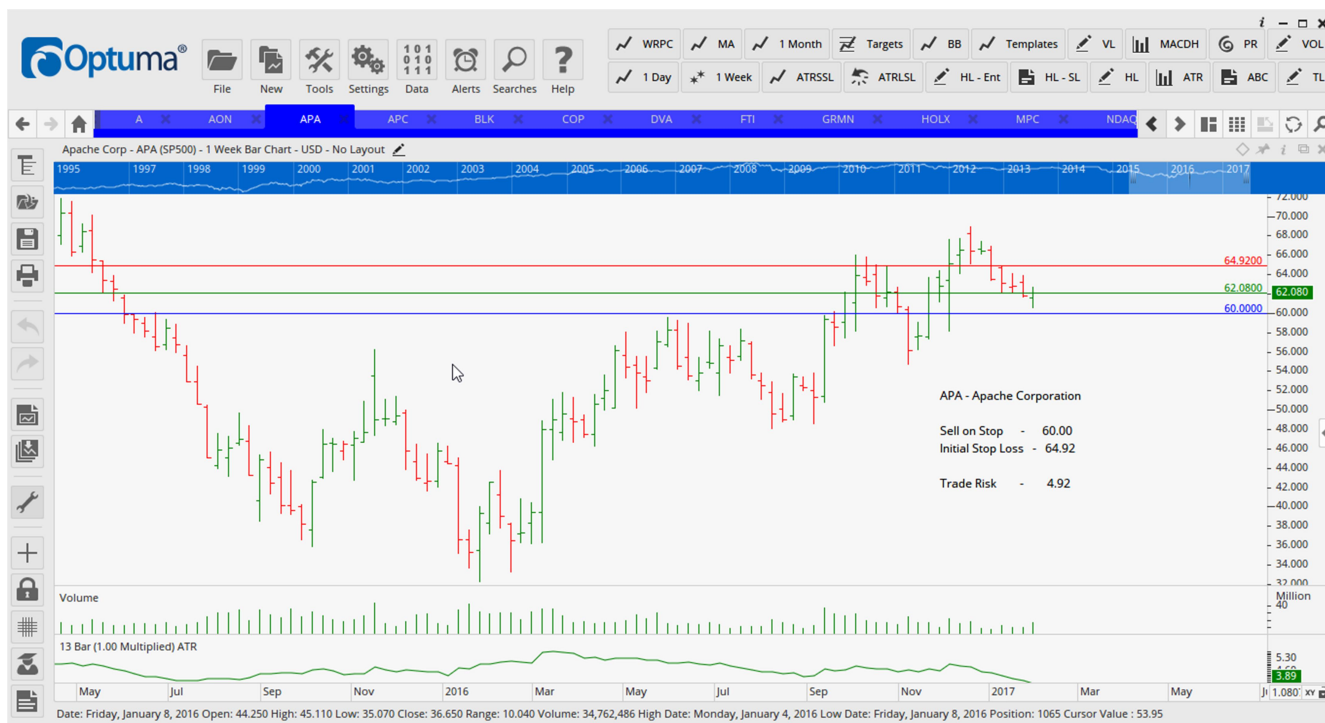 i
Optuma®
WRPC MA 1 Month Targets BB Templates VL MACDH PR VOL
1 Day 1 Week ATRSSL ATRLSL HL - Ent HL - SL HL ATR ABC TL
101
010
111
File New Tools Settings Data Alerts Searches Help
A AON APA APC BLK COP DVA FTI GRMN HOLX MPC NDAQ
Apache Corp - APA (SP500) - 1 Week Bar Chart - USD - No Layout
1995 1997 1998 1999 2000 2001 2002 2003 2004 2005 2006 2007 2008 2009 2010 2011 2012 2013 2014 2015 2016 2017
72.000
70.000
68.000
66.000
64.9200
64.000
62.0800 62.080
60.0000 60.000
58.000
56.000
54.000
52.000
APA - Apache Corporation
50.000
Sell on Stop - 60.00
48.000
Initial Stop Loss - 64.92
46.000
44.000
Trade Risk - 4.92
42.000
40.000
38.000
36.000
34.000
32.000
Volume
Million
40
13 Bar (1.00 Multiplied) ATR
5.30
3.89
May Jul Sep Nov 2016 Mar May Jul Sep Nov 2017 Mar May
1.080 XY
Date: Friday, January 8, 2016 Open: 44.250 High: 45.110 Low: 35.070 Close: 36.650 Range: 10.040 Volume: 34,762,486 High Date: Monday, January 4, 2016 Low Date: Friday, January 8, 2016 Position: 1065 Cursor Value : 53.95